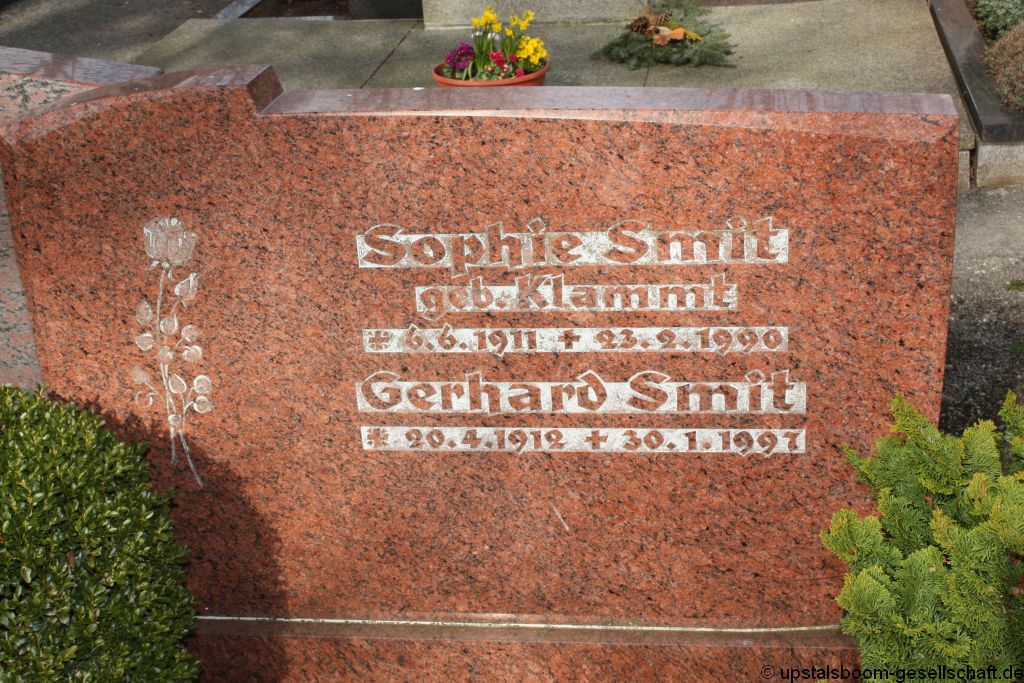 Sophie Smit
geb. Klammt
* 6.6.1911 + 23.2.1990
Gerhard Smit
* 20.4.1912 + 30.1.1997
© upstalsboom-gesellschaft.de